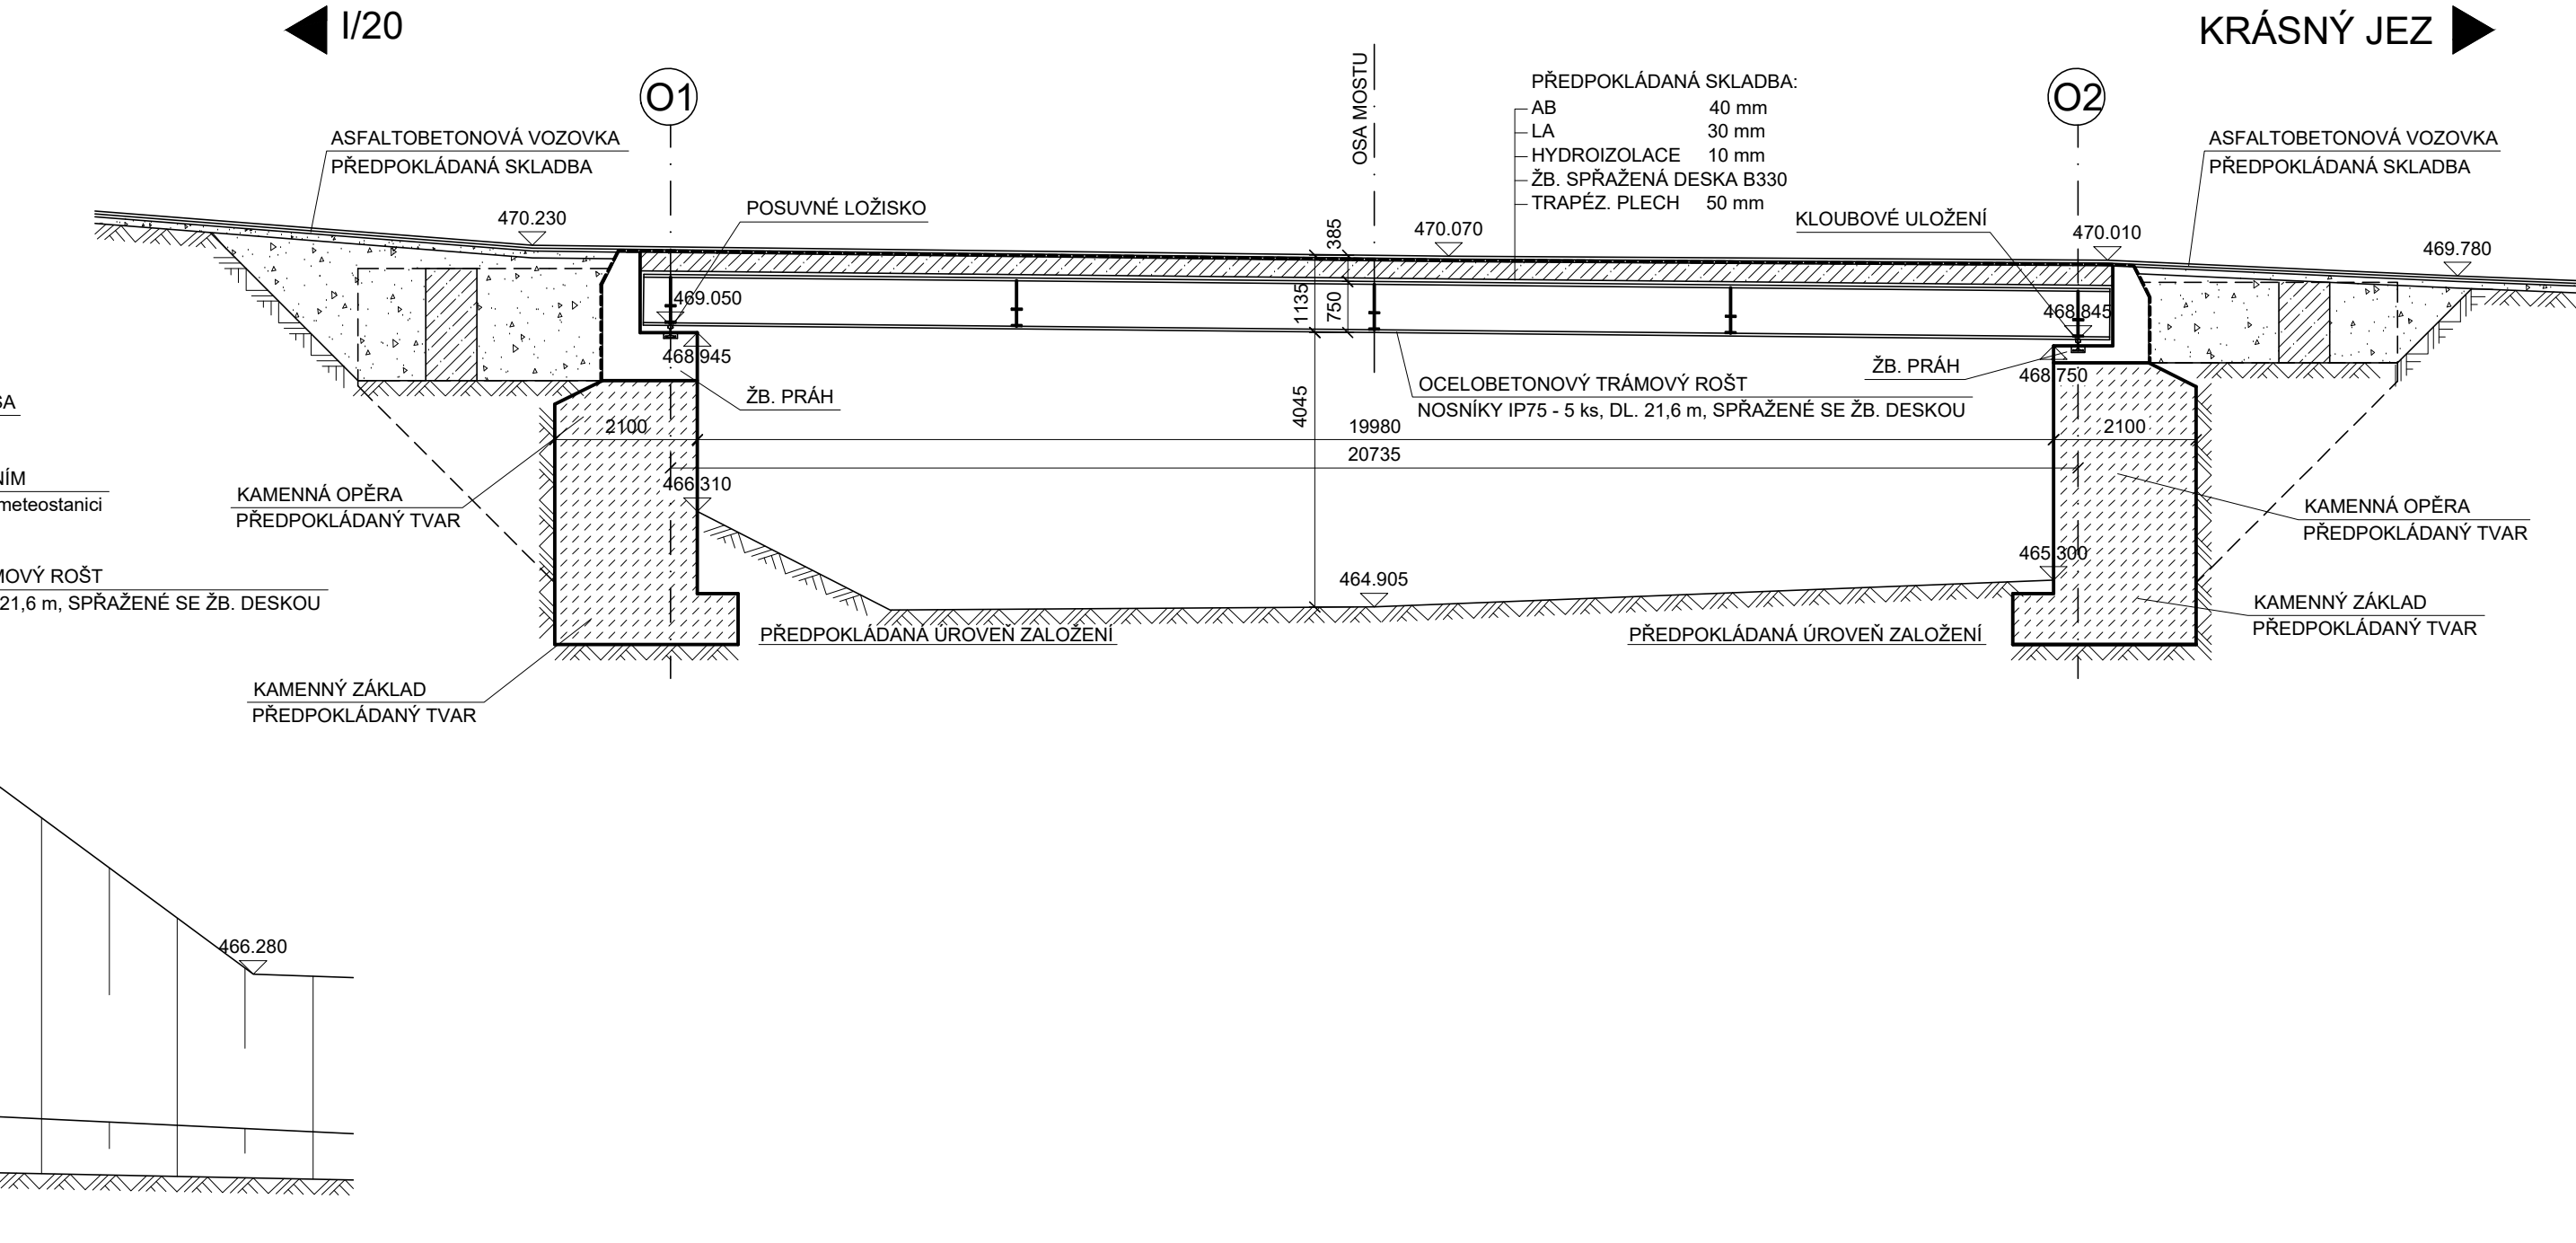 I/20
KRÁSNÝ JEZ
O1
O2
OSA MOSTU
PŘEDPOKLÁDANÁ SKLADBA:
AB 40 mm
LA 30 mm
HYDROIZOLACE 10 mm
ŽB. SPŘAŽENÁ DESKA B330
TRAPÉZ. PLECH 50 mm
ASFALTOBETONOVÁ VOZOVKA
PŘEDPOKLÁDANÁ SKLADBA
ASFALTOBETONOVÁ VOZOVKA
PŘEDPOKLÁDANÁ SKLADBA
470.230
POSUVNÉ LOŽISKO
385
470.070
KLOUBOVÉ ULOŽENÍ
470.010
469.780
469.050
1135
750
468.845
468.945
ŽB. PRÁH
468.750
ŽB. PRÁH
OCELOBETONOVÝ TRÁMOVÝ ROŠT
NOSNÍKY IP75 - 5 ks, DL. 21,6 m, SPŘAŽENÉ SE ŽB. DESKOU
4045
SA
2100
19980
2100
20735
NÍM
meteostanici
KAMENNÁ OPĚRA
PŘEDPOKLÁDANÝ TVAR
466.310
KAMENNÁ OPĚRA
PŘEDPOKLÁDANÝ TVAR
465.300
464.905
MOVÝ ROŠT
21,6 m, SPŘAŽENÉ SE ŽB. DESKOU
KAMENNÝ ZÁKLAD
PŘEDPOKLÁDANÝ TVAR
PŘEDPOKLÁDANÁ ÚROVEŇ ZALOŽENÍ
PŘEDPOKLÁDANÁ ÚROVEŇ ZALOŽENÍ
KAMENNÝ ZÁKLAD
PŘEDPOKLÁDANÝ TVAR
466.280